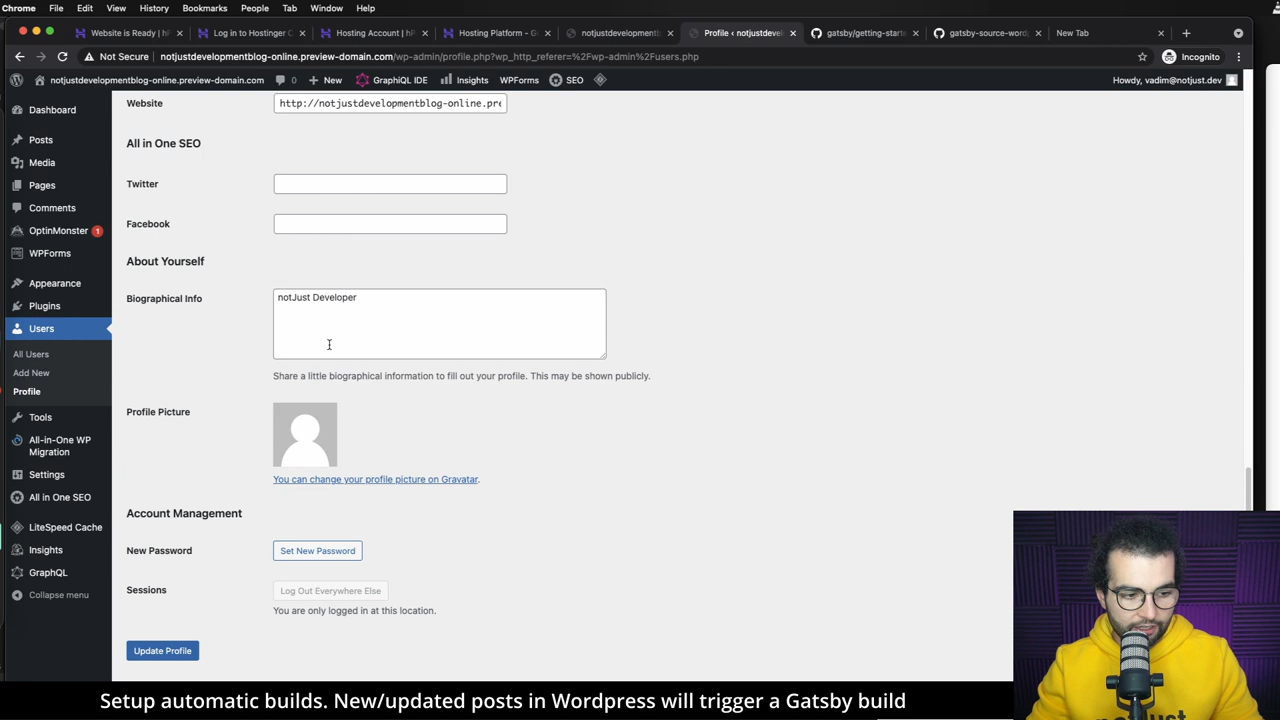 Chrome File Edit View History Bookmarks People Tab Window Help
Website is Ready | hP
Log in to Hostinger C
Hosting Account | hP
Hosting Platform - G
notjustdevelopmentbl
Profile ‹ notjustdevel
gatsby/getting-starte
gatsby-source-word
New Tab
Not Secure notjustdevelopmentblog-online.preview-domain.com/wp-admin/profile.php?wp_http_referer=%2Fwp-admin%2Fusers.php
Incognito
notjustdevelopmentblog-online.preview-domain.com 0 New GraphiQL IDE Insights WPForms SEO
Howdy, vadim@notjust.dev
Dashboard
Posts
Media
Pages
Comments
OptinMonster 1
WPForms
Appearance
Plugins
Users
All Users
Add New
Profile
Tools
All-in-One WP
Migration
Settings
All in One SEO
LiteSpeed Cache
Insights
GraphQL
Collapse menu
Website http://notjustdevelopmentblog-online.pre
All in One SEO
Twitter
Facebook
About Yourself
Biographical Info notJust Developer
Share a little biographical information to fill out your profile. This may be shown publicly.
Profile Picture
You can change your profile picture on Gravatar.
Account Management
New Password Set New Password
Sessions Log Out Everywhere Else
You are only logged in at this location.
Update Profile
Setup automatic builds. New/updated posts in Wordpress will trigger a Gatsby build